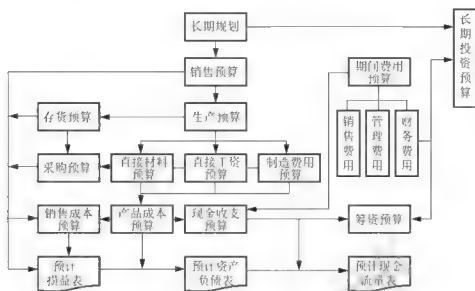 长期规划
长期投资预算
销售预算
期间费用
预算
存货预算
生产预算
销售费用
管理费用
财务费用
采购预算
直接材料
预算
直接工资
预算
制造费用
预算
销售成本
预算
产品成本
预算
现金收支
预算
筹资预算
预计
损益表
预计资产
负债表
预计现金
流量表